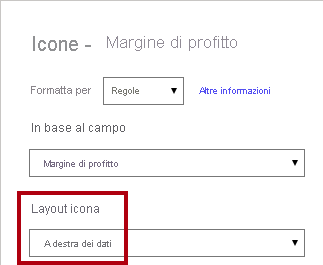 Icone - Margine di profitto
Formatta per Regole Altre informazioni
In base al campo
Margine di profitto
Layout icona
A destra dei dati